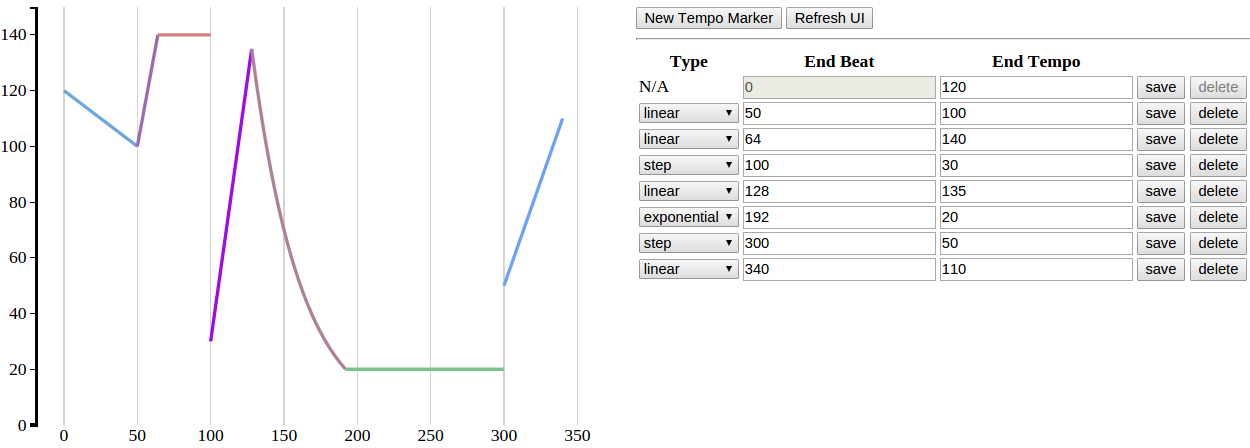 140
120
100
80
60
40
20
0
0 50 100 150 200 250 300 350
New Tempo Marker Refresh UI
Type End Beat End Tempo
N/A 0 120 save delete
linear 50 100 save delete
linear 64 140 save delete
step 100 30 save delete
linear 128 135 save delete
exponential 192 20 save delete
step 300 50 save delete
linear 340 110 save delete